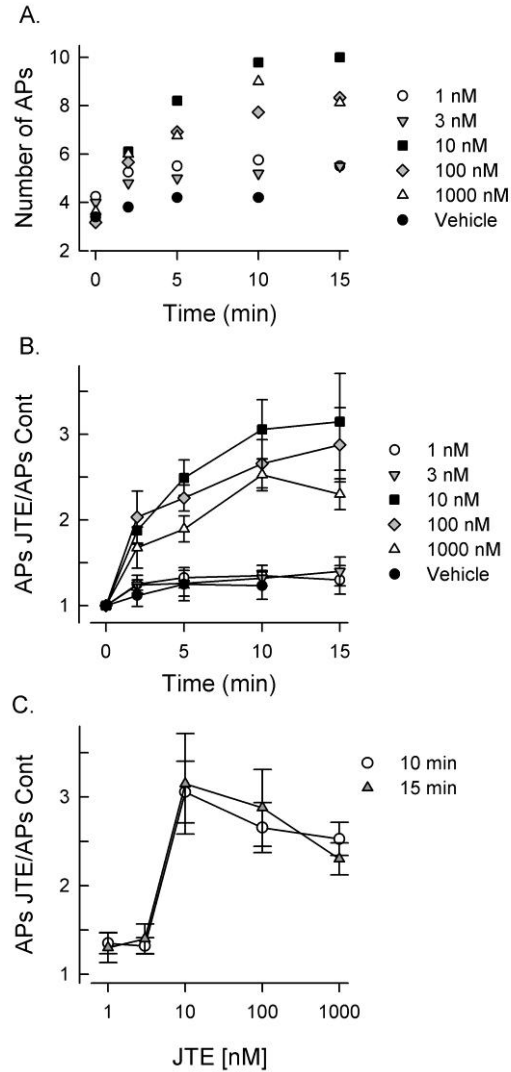 A.
Number of APs
10
8
6
4
2
0 5 10 15
Time (min)
1 nM
3 nM
10 nM
100 nM
1000 nM
Vehicle
B.
APs JTE/APs Cont
3
2
1
0 5 10 15
Time (min)
1 nM
3 nM
10 nM
100 nM
1000 nM
Vehicle
C.
APs JTE/APs Cont
3
2
1
1 10 100 1000
JTE [nM]
10 min
15 min